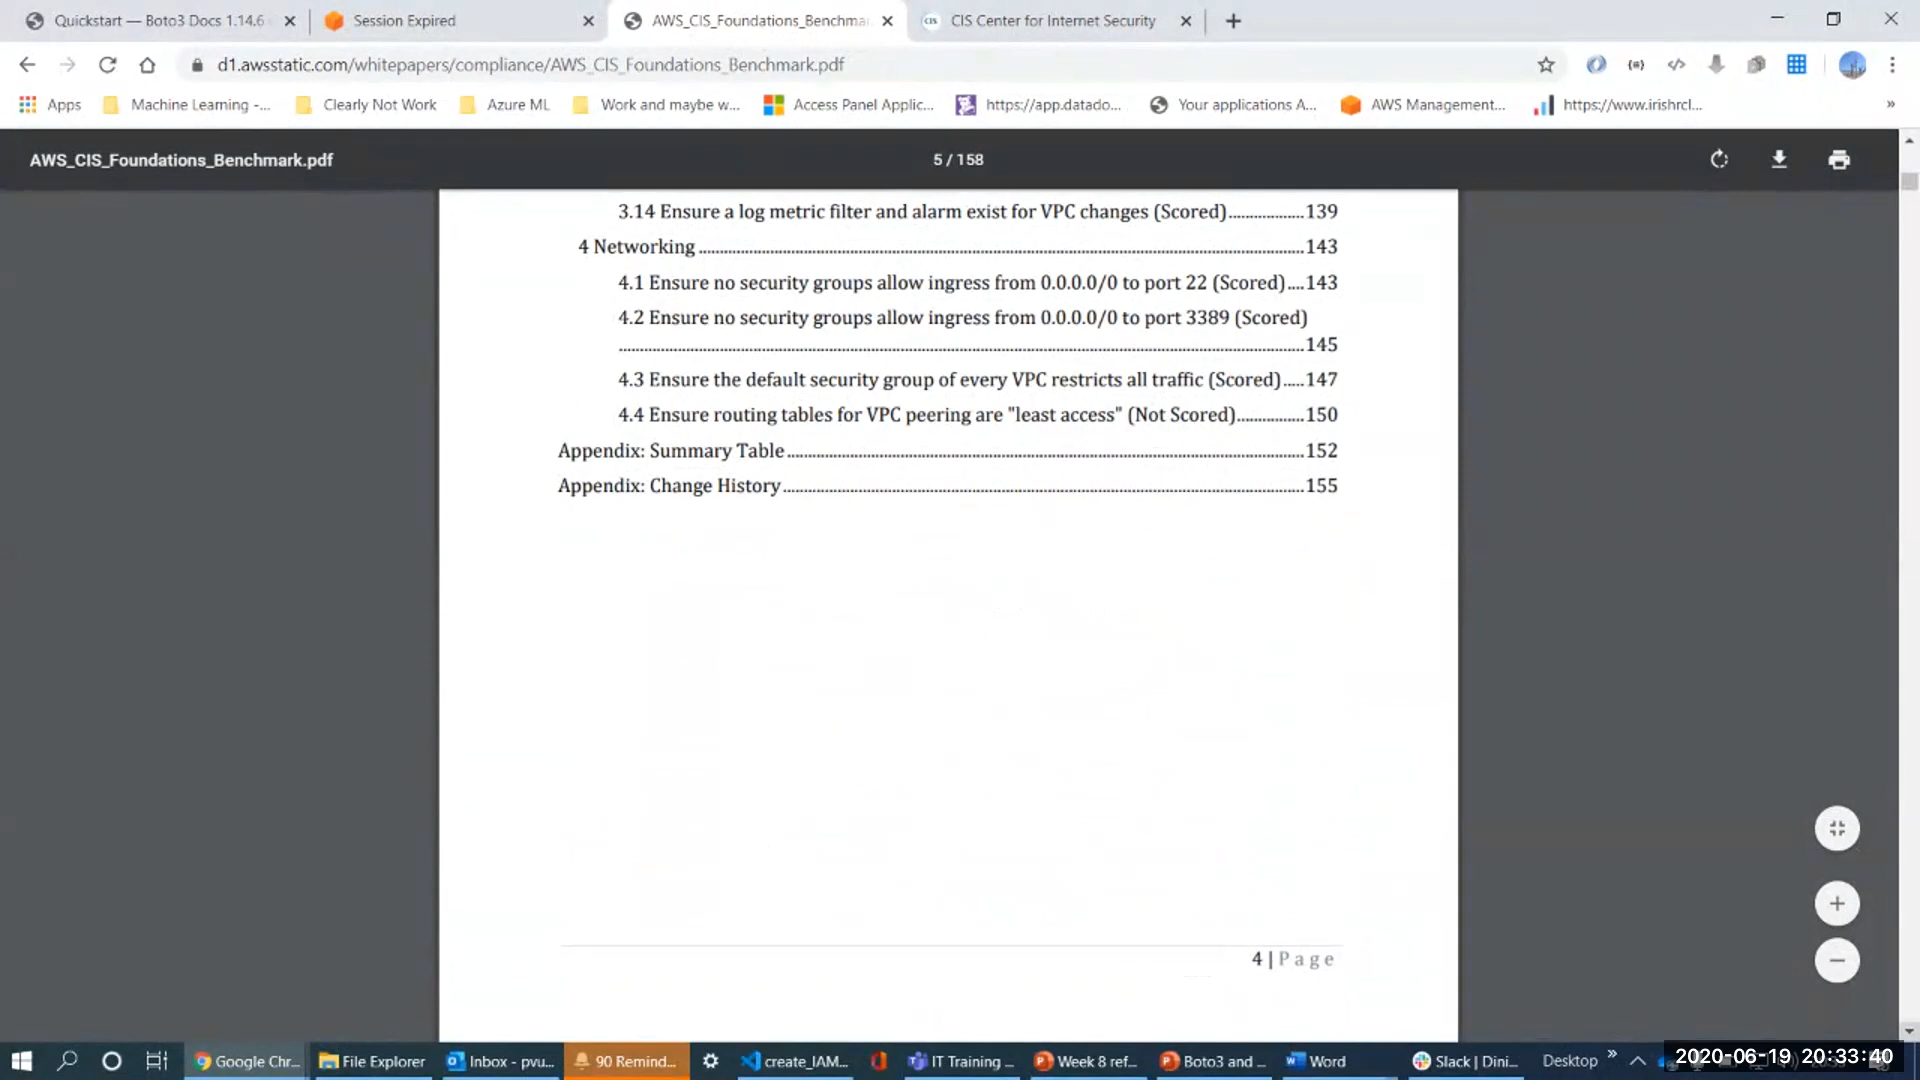 Quickstart — Boto3 Docs 1.14.6
Session Expired
AWS_CIS_Foundations_Benchmar
CIS Center for Internet Security
d1.awsstatic.com/whitepapers/compliance/AWS_CIS_Foundations_Benchmark.pdf
Apps
Machine Learning -...
Clearly Not Work
Azure ML
Work and maybe w...
Access Panel Applic...
https://app.datado...
Your applications A...
AWS Management...
https://www.irishrcl...
AWS_CIS_Foundations_Benchmark.pdf
5 / 158
3.14 Ensure a log metric filter and alarm exist for VPC changes (Scored)..................139
4 Networking ........................................................................................................143
4.1 Ensure no security groups allow ingress from 0.0.0.0/0 to port 22 (Scored)....143
4.2 Ensure no security groups allow ingress from 0.0.0.0/0 to port 3389 (Scored)
........................................................................................................145
4.3 Ensure the default security group of every VPC restricts all traffic (Scored).....147
4.4 Ensure routing tables for VPC peering are "least access" (Not Scored)................150
Appendix: Summary Table........................................................................................152
Appendix: Change History........................................................................................155
4 | Page
Google Chr...
File Explorer
Inbox - pvu...
90 Remind...
create_IAM...
IT Training ...
Week 8 ref...
Boto3 and ...
Word
Slack | Dini...
Desktop
2020-06-19 20:33:40